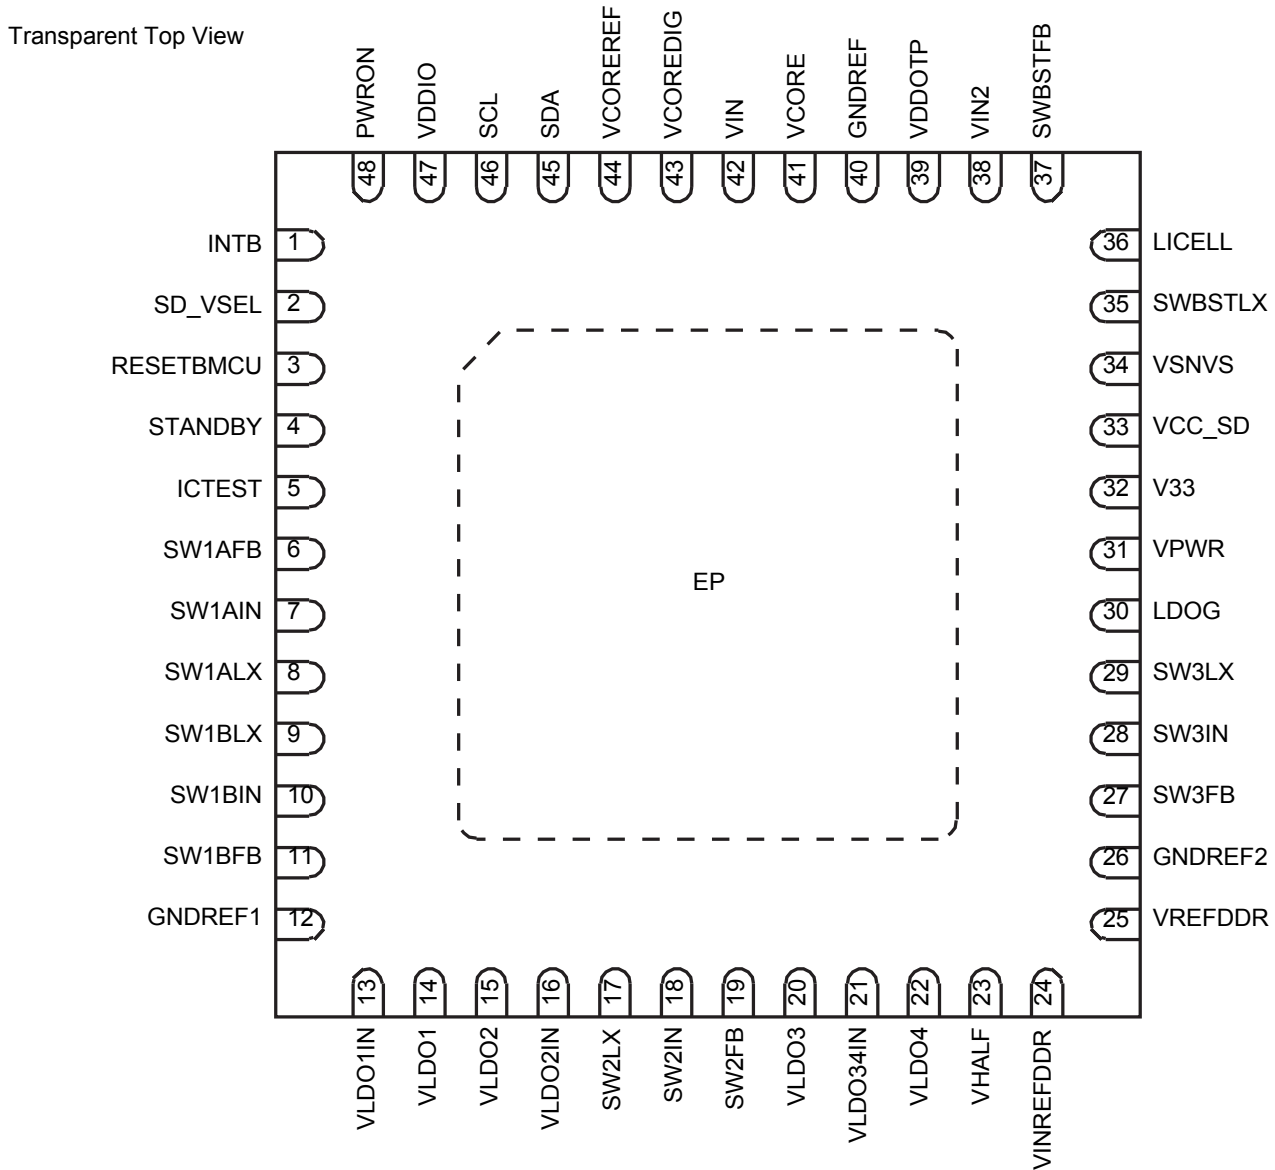 Transparent Top View
PWRON
VDDIO
SCL
SDA
VCOREREF
VCOREDIG
VIN
VCORE
GNDREF
VDDOTP
VIN2
SWBSTFB
48
47
46
45
44
43
42
41
40
39
38
37
INTB 1
SD_VSEL 2
RESETBMCU 3
STANDBY 4
ICTEST 5
SW1AFB 6
SW1AIN 7
SW1ALX 8
SW1BLX 9
SW1BIN 10
SW1BFB 11
GNDREF1 12
EP
36 LICELL
35 SWBSTLX
34 VSNVS
33 VCC_SD
32 V33
31 VPWR
30 LDOG
29 SW3LX
28 SW3IN
27 SW3FB
26 GNDREF2
25 VREFDDR
13
14
15
16
17
18
19
20
21
22
23
24
VLDO1IN
VLDO1
VLDO2
VLDO2IN
SW2LX
SW2IN
SW2FB
VLDO3
VLDO34IN
VLDO4
VHALF
VINREFDDR